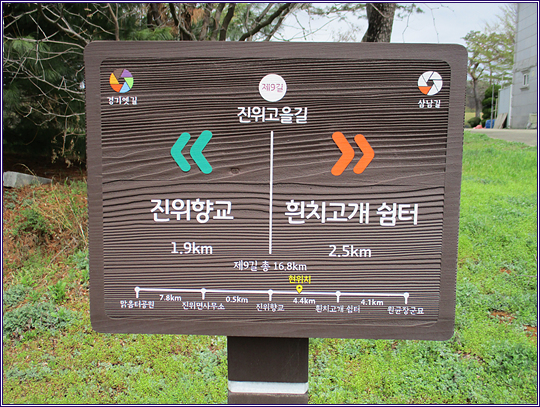 경기옛길
제9길
삼남길
진위고을길
진위향교
흰치고개 쉼터
1.9km
2.5km
제9길 총 16.8km
현위치
7.8km
0.5km
4.4km
4.1km
맑음터공원
진위면사무소
진위향교
흰치고개 쉼터
원균장군묘